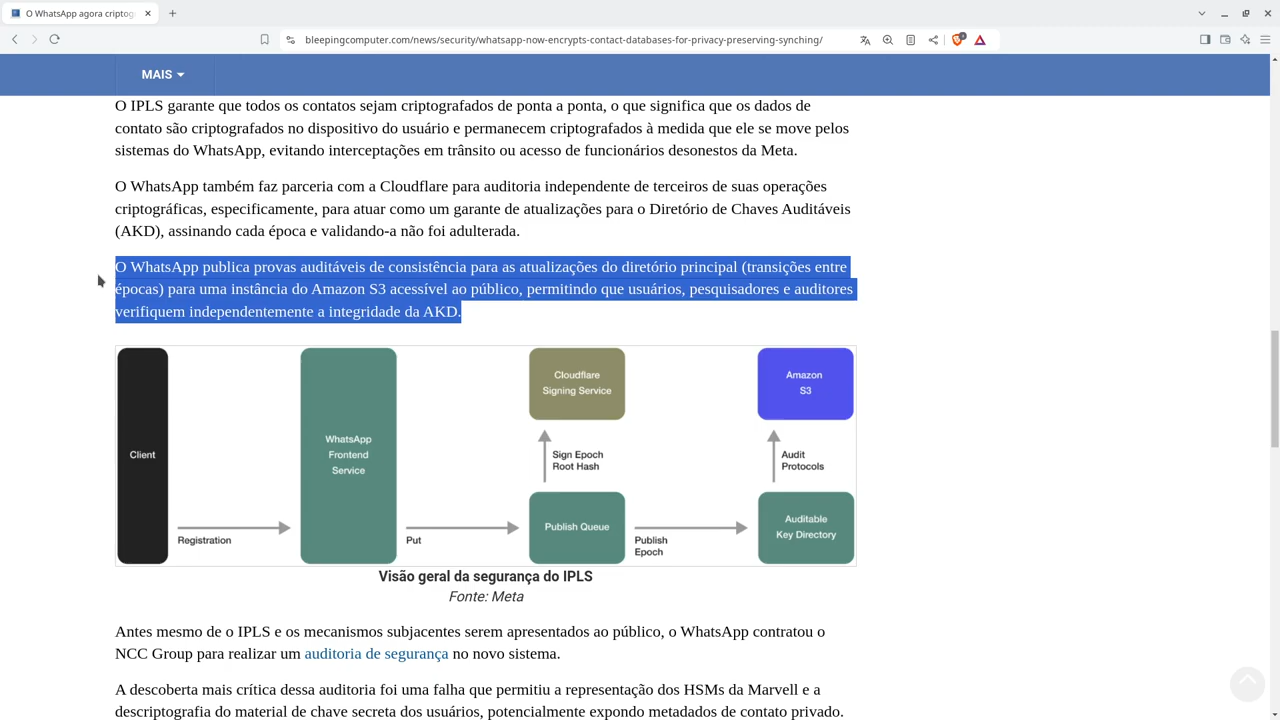 O WhatsApp agora criptog
bleepingcomputer.com/news/security/whatsapp-now-encrypts-contact-databases-for-privacy-preserving-synching/
MAIS
O IPLS garante que todos os contatos sejam criptografados de ponta a ponta, o que significa que os dados de
contato são criptografados no dispositivo do usuário e permanecem criptografados à medida que ele se move pelos
sistemas do WhatsApp, evitando interceptações em trânsito ou acesso de funcionários desonestos da Meta.
O WhatsApp também faz parceria com a Cloudflare para auditoria independente de terceiros de suas operações
criptográficas, especificamente, para atuar como um garante de atualizações para o Diretório de Chaves Auditáveis
(AKD), assinando cada época e validando-a não foi adulterada.
O WhatsApp publica provas auditáveis de consistência para as atualizações do diretório principal (transições entre
épocas) para uma instância do Amazon S3 acessível ao público, permitindo que usuários, pesquisadores e auditores
verifiquem independentemente a integridade da AKD.
Client
Registration
WhatsApp
Frontend
Service
Put
Cloudflare
Signing Service
Sign Epoch
Root Hash
Publish Queue
Publish
Epoch
Amazon
S3
Audit
Protocols
Auditable
Key Directory
Visão geral da segurança do IPLS
Fonte: Meta
Antes mesmo de o IPLS e os mecanismos subjacentes serem apresentados ao público, o WhatsApp contratou o
NCC Group para realizar um auditoria de segurança no novo sistema.
A descoberta mais crítica dessa auditoria foi uma falha que permitiu a representação dos HSMs da Marvell e a
descriptografia do material de chave secreta dos usuários, potencialmente expondo metadados de contato privado.